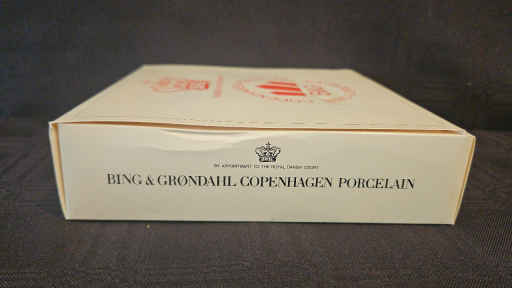 BY APPOINTMENT TO THE ROYAL DANISH COURT
BING & GRØNDAHL COPENHAGEN PORCELAIN